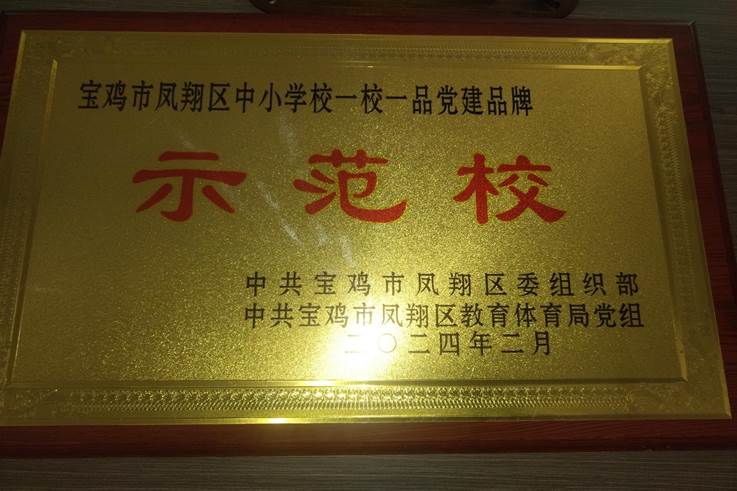 宝鸡市凤翔区中小学校一校一品党建品牌
示范校
中共宝鸡市凤翔区委组织部
中共宝鸡市凤翔区教育体育局党组
二〇二四年二月